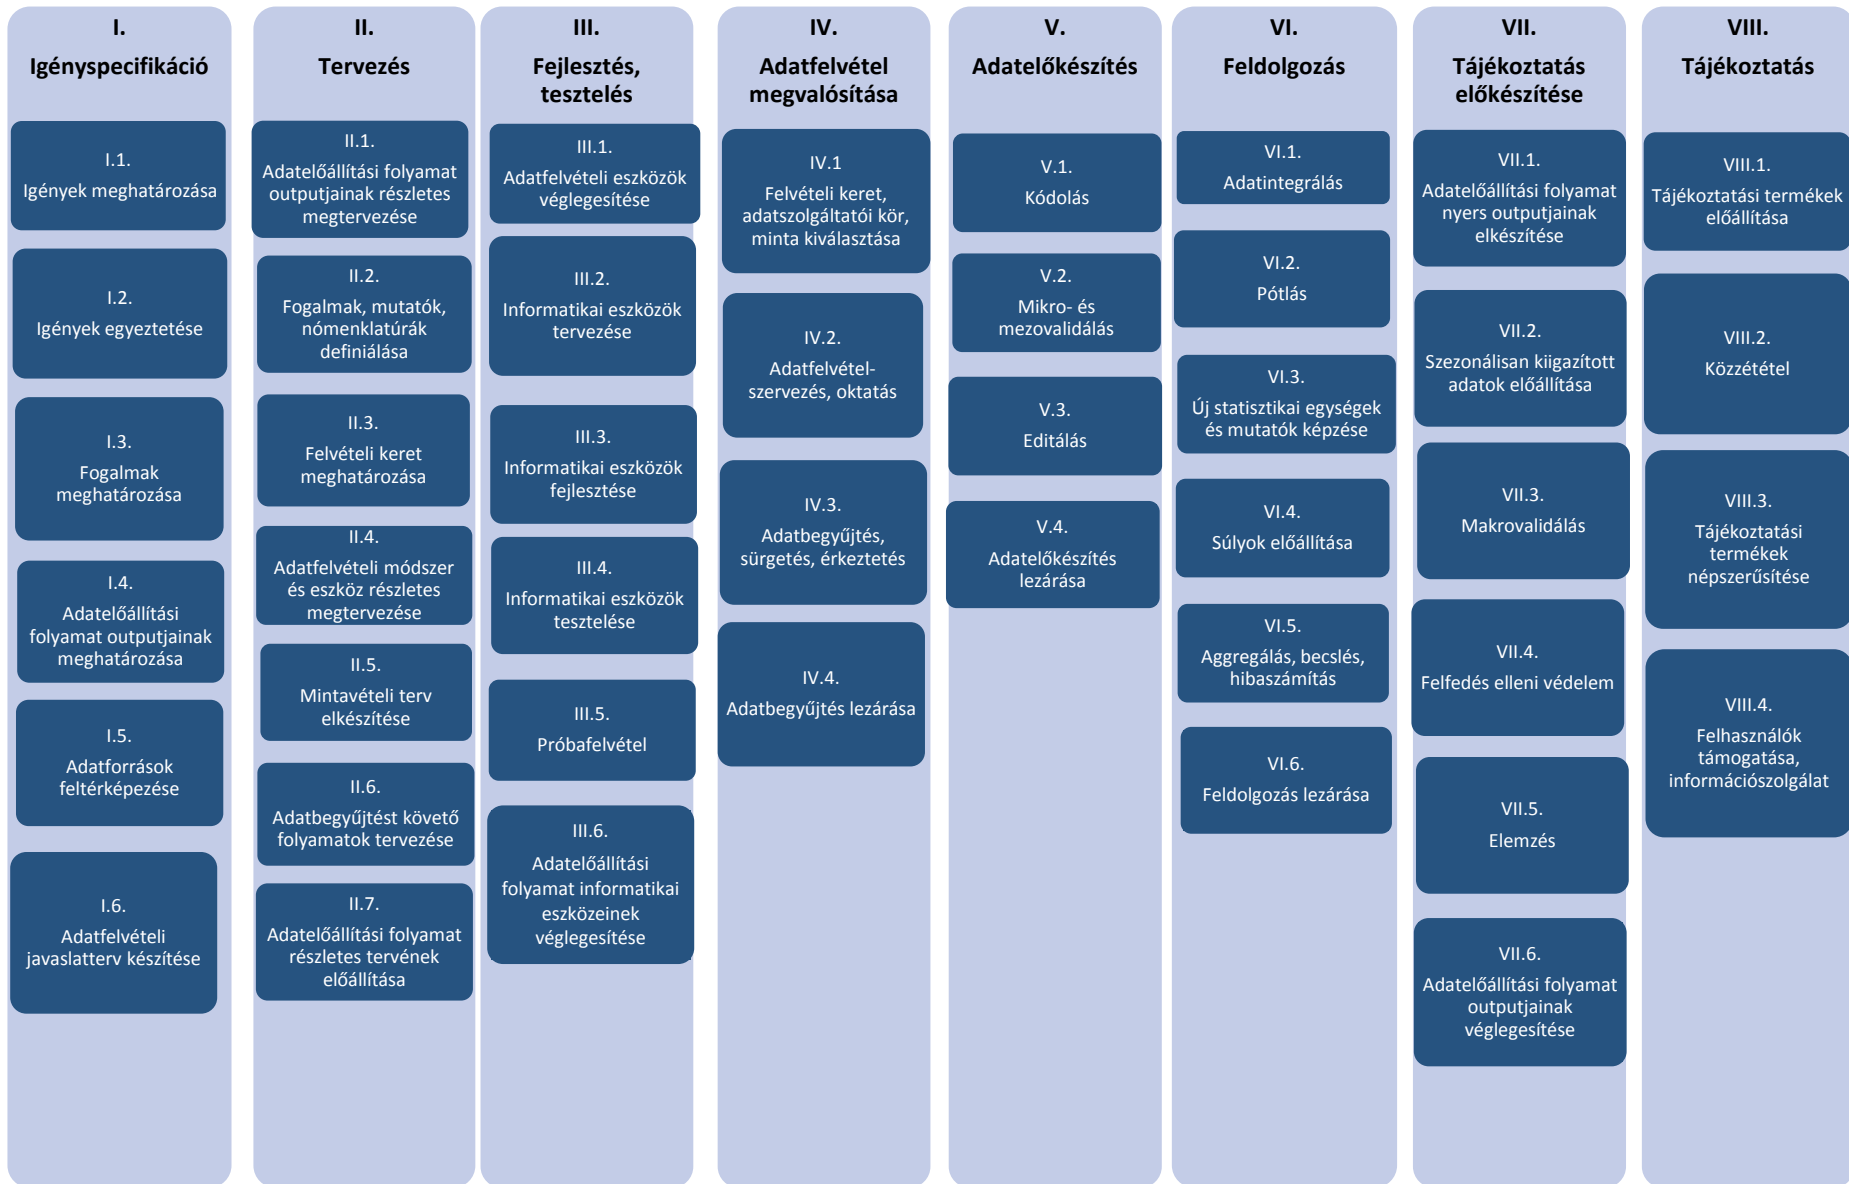 I.
Igényspecifikáció
I.1.
Igények meghatározása
I.2.
Igények egyeztetése
I.3.
Fogalmak
meghatározása
I.4.
Adatelőállítási
folyamat outputjainak
meghatározása
I.5.
Adatforrások
feltérképezése
I.6.
Adatfelvételi
javaslatterv készítése
II.
Tervezés
II.1.
Adatelőállítási folyamat
outputjainak részletes
megtervezése
II.2.
Fogalmak, mutatók,
nómenklatúrák
definiálása
II.3.
Felvételi keret
meghatározása
II.4.
Adatfelvételi módszer
és eszköz részletes
megtervezése
II.5.
Mintavételi terv
elkészítése
II.6.
Adatbegyűjtést követő
folyamatok tervezése
II.7.
Adatelőállítási folyamat
részletes tervének
előállítása
III.
Fejlesztés,
tesztelés
III.1.
Adatfelvételi eszközök
véglegesítése
III.2.
Informatikai eszközök
tervezése
III.3.
Informatikai eszközök
fejlesztése
III.4.
Informatikai eszközök
tesztelése
III.5.
Próbafelvétel
III.6.
Adatelőállítási
folyamat informatikai
eszközeinek
véglegesítése
IV.
Adatfelvétel
megvalósítása
IV.1
Felvételi keret,
adatszolgáltatói kör,
minta kiválasztása
IV.2.
Adatfelvétel-
szervezés, oktatás
IV.3.
Adatbegyűjtés,
sürgetés, érkeztetés
IV.4.
Adatbegyűjtés lezárása
V.
Adatelőkészítés
V.1.
Kódolás
V.2.
Mikro- és
mezovalidálás
V.3.
Editálás
V.4.
Adatelőkészítés
lezárása
VI.
Feldolgozás
VI.1.
Adatintegrálás
VI.2.
Pótlás
VI.3.
Új statisztikai egységek
és mutatók képzése
VI.4.
Súlyok előállítása
VI.5.
Aggregálás, becslés,
hibaszámítás
VI.6.
Feldolgozás lezárása
VII.
Tájékoztatás
előkészítése
VII.1.
Adatelőállítási folyamat
nyers outputjainak
elkészítése
VII.2.
Szezonálisan kiigazított
adatok előállítása
VII.3.
Makrovalidálás
VII.4.
Felfedés elleni védelem
VII.5.
Elemzés
VII.6.
Adatelőállítási folyamat
outputjainak
véglegesítése
VIII.
Tájékoztatás
VIII.1.
Tájékoztatási termékek
előállítása
VIII.2.
Közzététel
VIII.3.
Tájékoztatási
termékek
népszerűsítése
VIII.4.
Felhasználók
támogatása,
információszolgálat